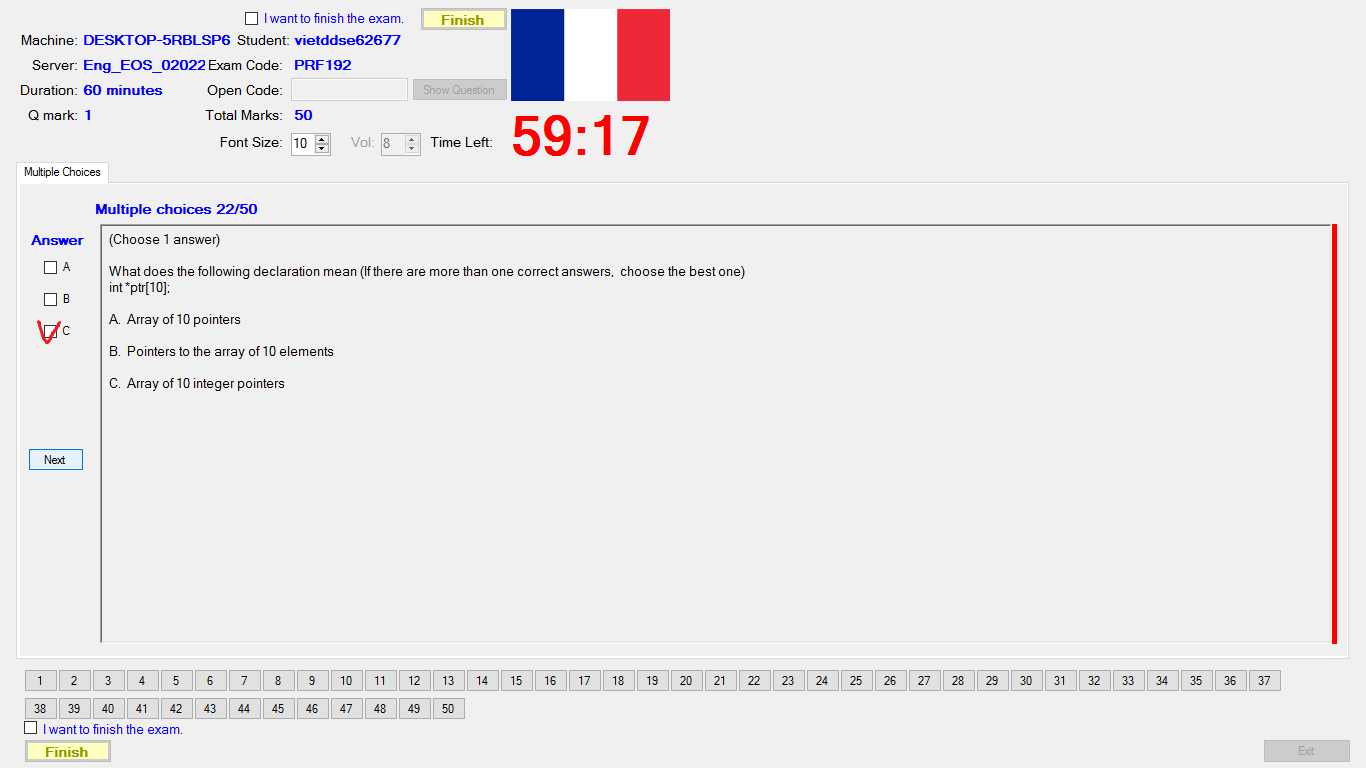 I want to finish the exam.
Finish
Machine: DESKTOP-5RBLSP6 Student: vietddse62677
Server: Eng_EOS_02022 Exam Code: PRF192
Duration: 60 minutes Open Code: Show Question
Q mark: 1 Total Marks: 50
Font Size: 10 Vol: 8 Time Left: 59:17
Multiple Choices
Multiple choices 22/50
Answer
A
B
C
Next
(Choose 1 answer)
What does the following declaration mean (If there are more than one correct answers,  choose the best one)
int *ptr[10];
A.  Array of 10 pointers
B.  Pointers to the array of 10 elements
C.  Array of 10 integer pointers
1 2 3 4 5 6 7 8 9 10 11 12 13 14 15 16 17 18 19 20 21 22 23 24 25 26 27 28 29 30 31 32 33 34 35 36 37
38 39 40 41 42 43 44 45 46 47 48 49 50
I want to finish the exam.
Finish
Exit